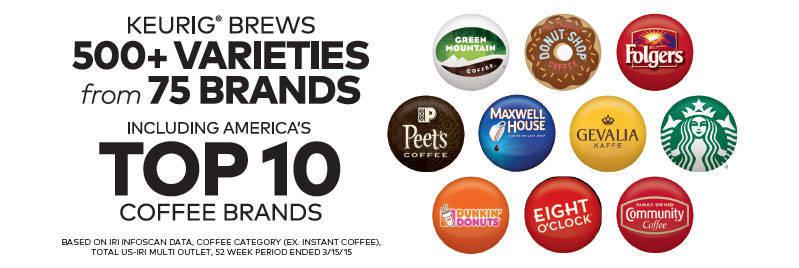 KEURIG® BREWS
500+ VARIETIES
from 75 BRANDS
INCLUDING AMERICA'S
TOP 10
COFFEE BRANDS
BASED ON IRI INFOSCAN DATA, COFFEE CATEGORY (EX. INSTANT COFFEE),
TOTAL US-IRI MULTI OUTLET, 52 WEEK PERIOD ENDED 3/15/15
GREEN
MOUNTAIN
COFFEE
DONUT SHOP
COFFEE
Folgers
Peet's
COFFEE
MAXWELL
HOUSE
GEVALIA
KAFFE
DUNKIN'
DONUTS
EIGHT
O'CLOCK
FAMILY OWNED
Community
Coffee